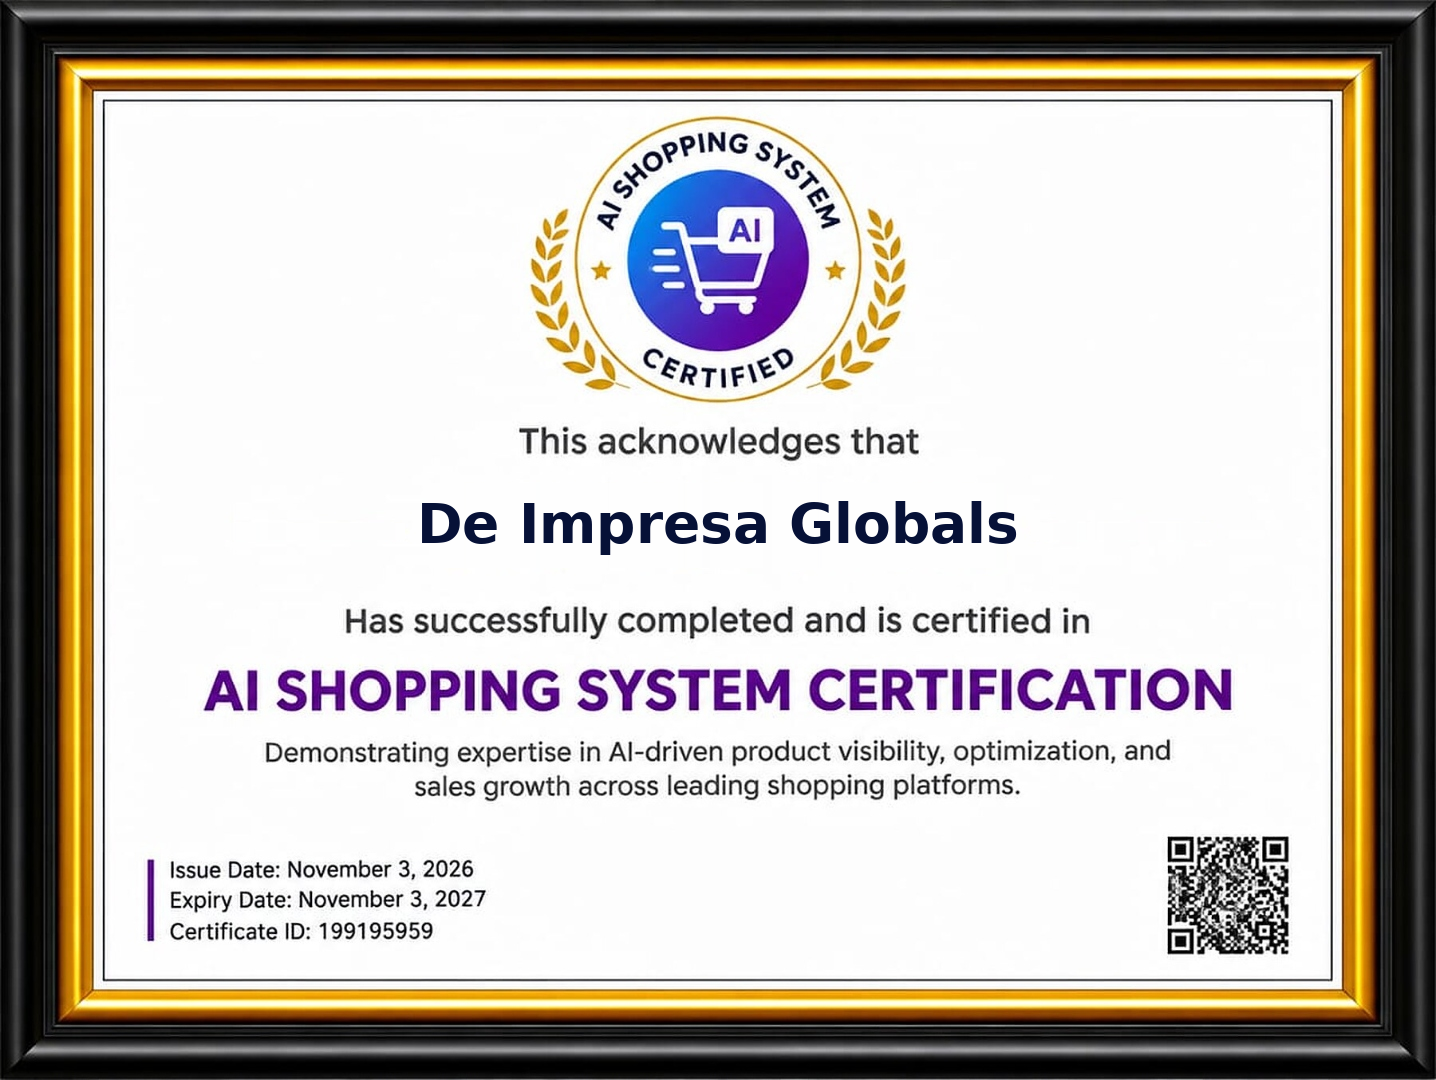 AI SHOPPING SYSTEM
AI
CERTIFIED
This acknowledges that
De Impresa Globals
Has successfully completed and is certified in
AI SHOPPING SYSTEM CERTIFICATION
Demonstrating expertise in AI-driven product visibility, optimization, and
sales growth across leading shopping platforms.
Issue Date: November 3, 2026
Expiry Date: November 3, 2027
Certificate ID: 199195959